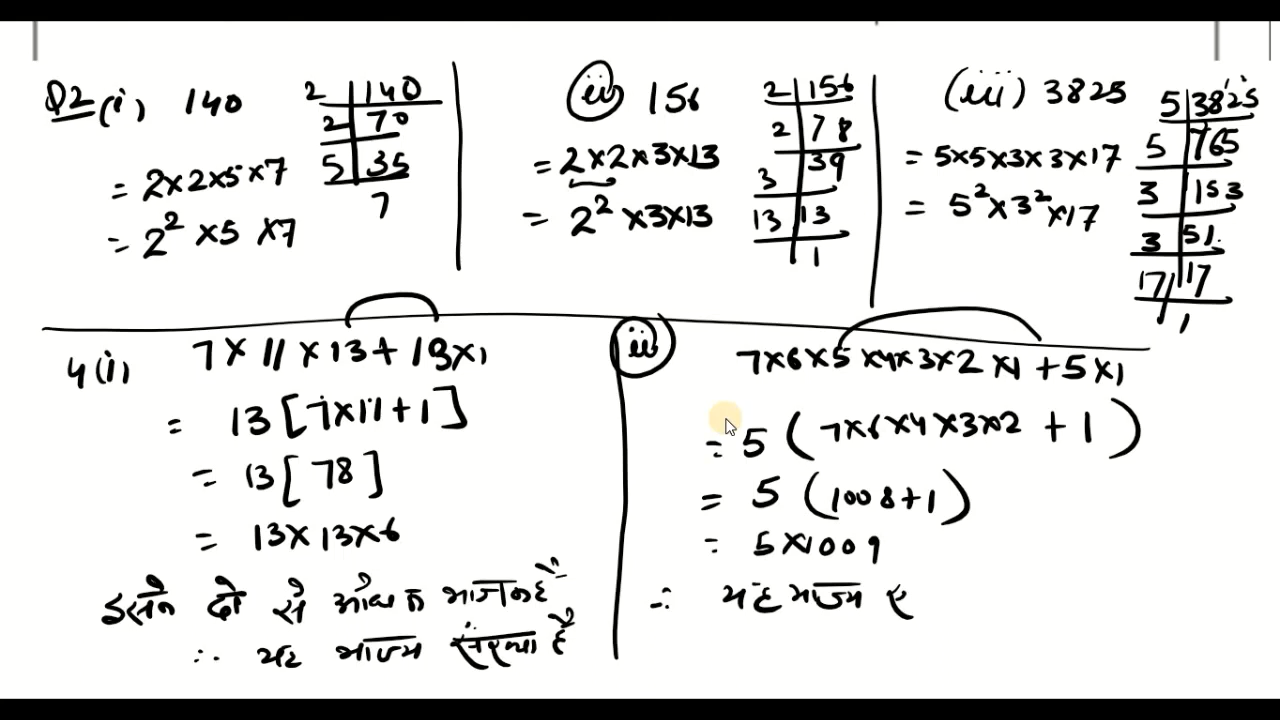 Q2 (i) 140
2 | 140
2 | 70
5 | 35
7
= 2×2×5×7
= 2² ×5 ×7
(ii) 156
2 | 156
2 | 78
3 | 39
13 | 13
1
= 2×2×3×13
= 2² ×3×13
(iii) 3825
5 | 3825
5 | 765
3 | 153
3 | 51
17 | 17
1
= 5×5×3×3×17
= 5²×3²×17
4(i) 7 × 11 × 13 + 13×1
= 13 [7×11+1]
= 13 [78]
= 13×13×6
इसके दो से अधिक भाजक हैं
∴ यह भाज्य संख्या है
(ii) 7×6×5×4×3×2×1 + 5×1
= 5 (7×6×4×3×2 + 1)
= 5 (1008+1)
= 5×1009
∴ यह भाज्य है